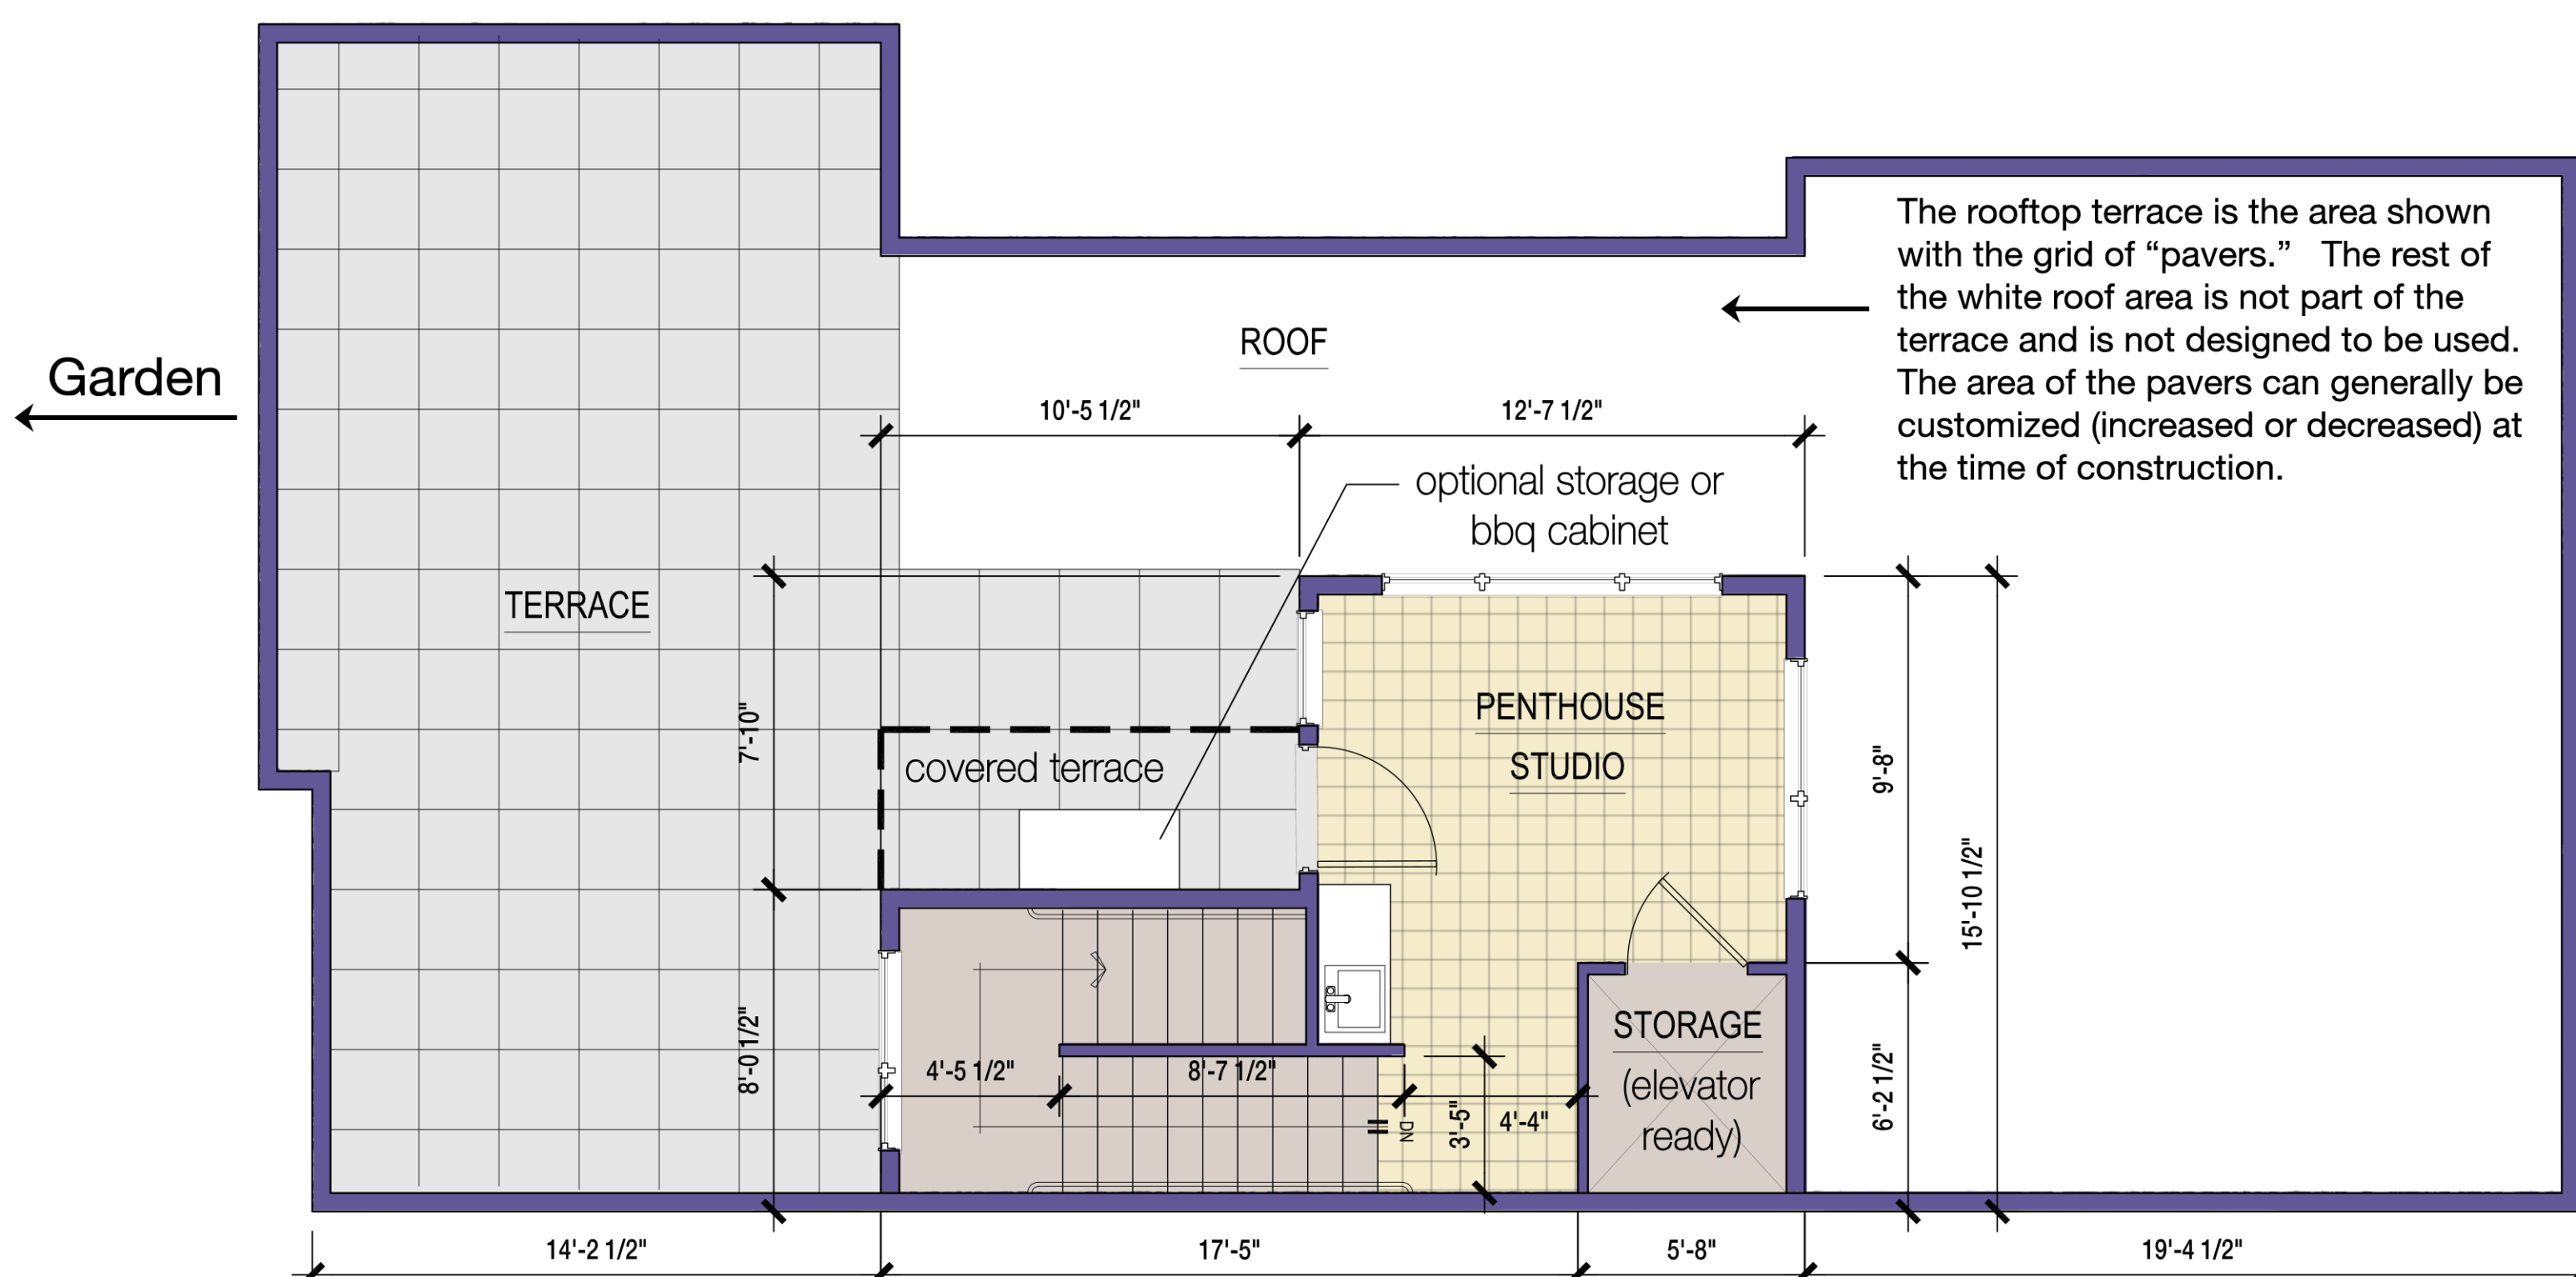 The rooftop terrace is the area shown
with the grid of “pavers.”   The rest of
the white roof area is not part of the
terrace and is not designed to be used.
The area of the pavers can generally be
customized (increased or decreased) at
the time of construction.
ROOF
Garden
10'-5 1/2"
12'-7 1/2"
optional storage or
bbq cabinet
TERRACE
7'-10"
covered terrace
PENTHOUSE
STUDIO
9'-8"
15'-10 1/2"
8'-0 1/2"
4'-5 1/2"
8'-7 1/2"
DN
3'-5"
4'-4"
STORAGE
(elevator
ready)
6'-2 1/2"
14'-2 1/2"
17'-5"
5'-8"
19'-4 1/2"